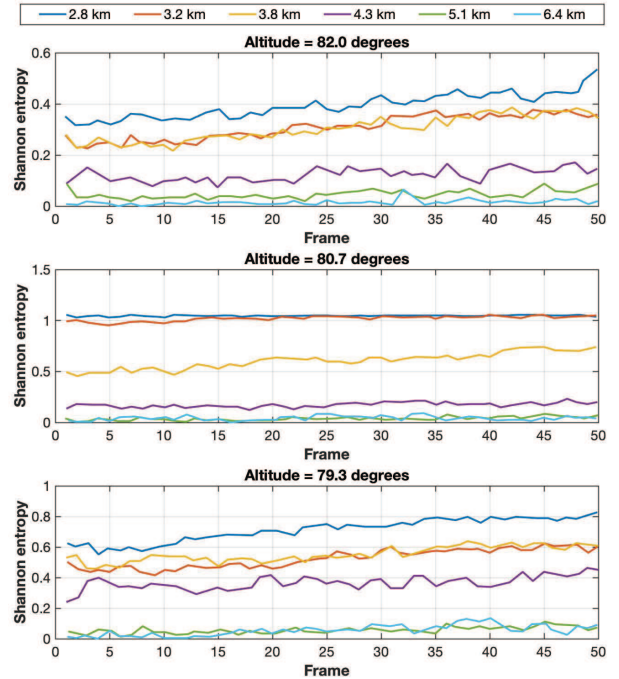 2.8 km 3.2 km 3.8 km 4.3 km 5.1 km 6.4 km
Altitude = 82.0 degrees
0.6
0.4
0.2
0
Shannon entropy
0 5 10 15 20 25 30 35 40 45 50
Frame
Altitude = 80.7 degrees
1.5
1
0.5
0
Shannon entropy
0 5 10 15 20 25 30 35 40 45 50
Frame
Altitude = 79.3 degrees
1
0.8
0.6
0.4
0.2
0
Shannon entropy
0 5 10 15 20 25 30 35 40 45 50
Frame